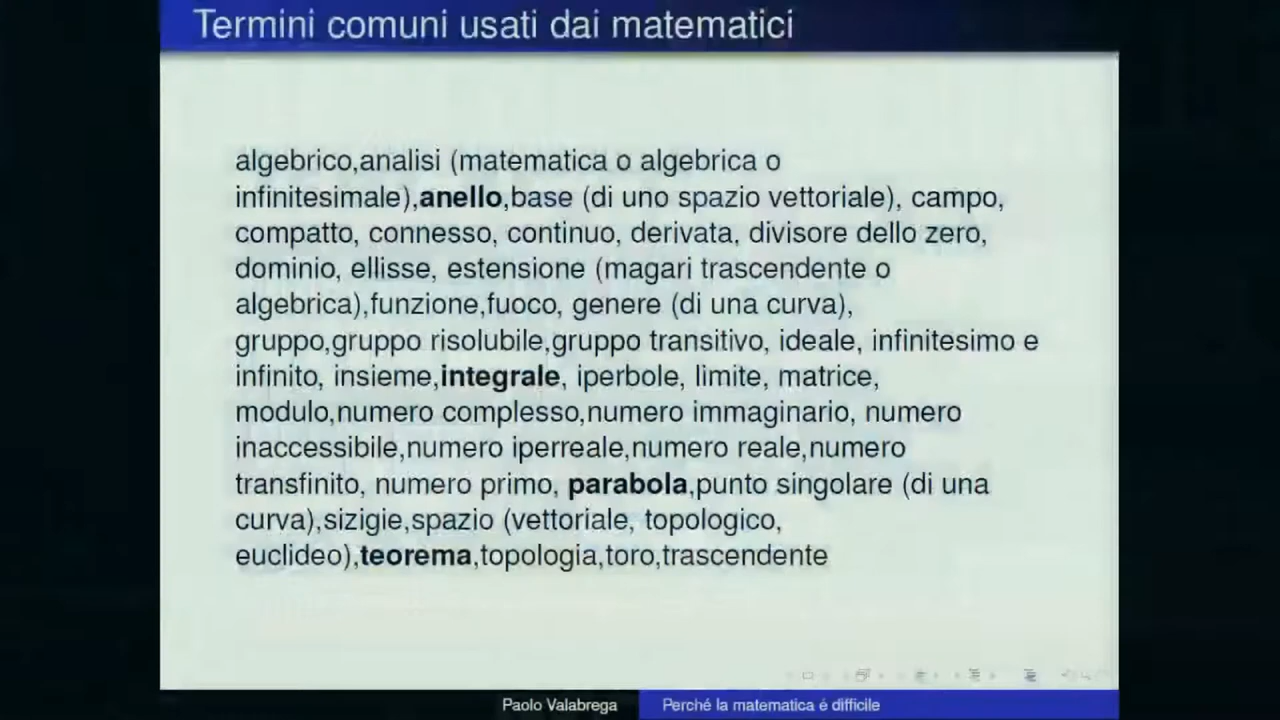 Termini comuni usati dai matematici
algebrico,analisi (matematica o algebrica o
infinitesimale),anello,base (di uno spazio vettoriale), campo,
compatto, connesso, continuo, derivata, divisore dello zero,
dominio, ellisse, estensione (magari trascendente o
algebrica),funzione,fuoco, genere (di una curva),
gruppo,gruppo risolubile,gruppo transitivo, ideale, infinitesimo e
infinito, insieme,integrale, iperbole, limite, matrice,
modulo,numero complesso,numero immaginario, numero
inaccessibile,numero iperreale,numero reale,numero
transfinito, numero primo, parabola,punto singolare (di una
curva),sizigie,spazio (vettoriale, topologico,
euclideo),teorema,topologia,toro,trascendente
Paolo Valabrega
Perché la matematica é difficile